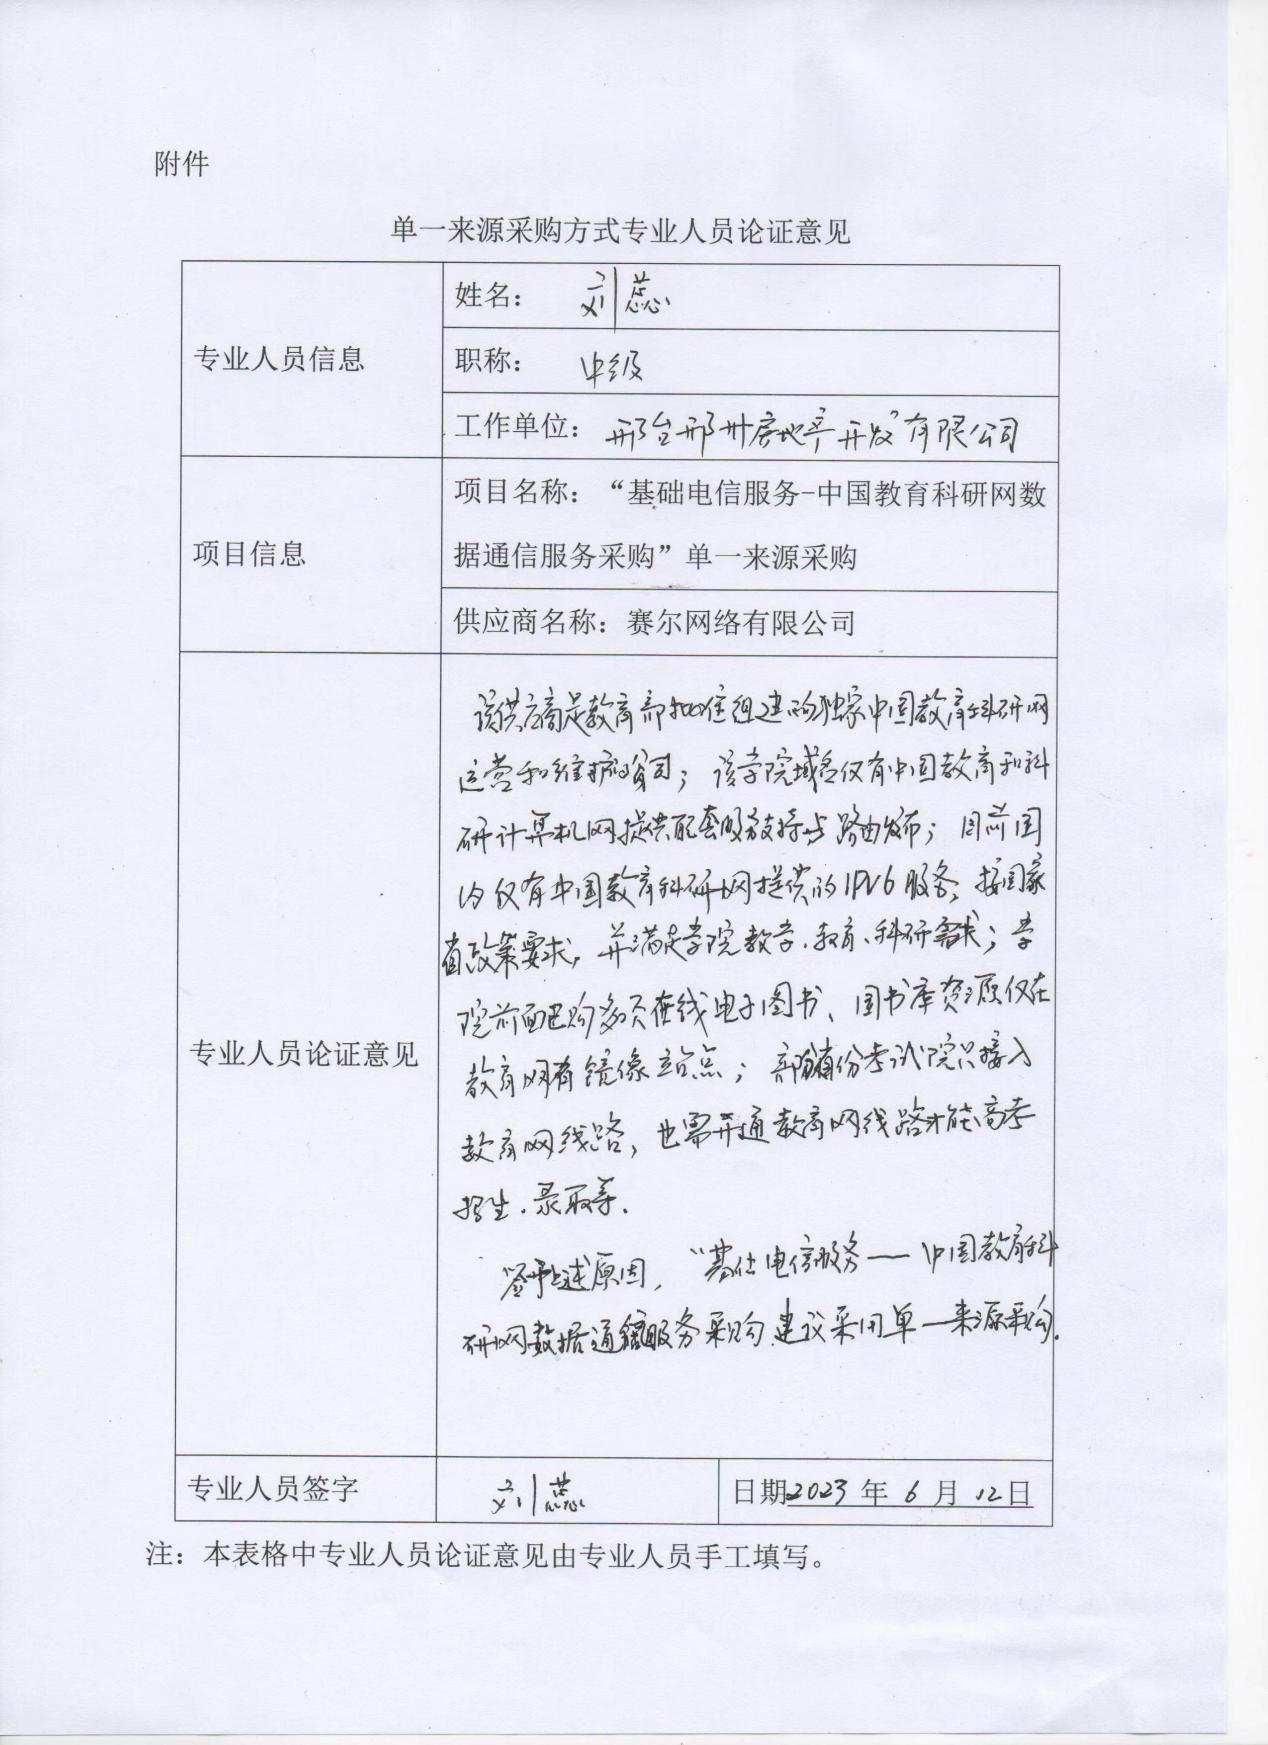 附件
单一来源采购方式专业人员论证意见
专业人员信息
姓名： 刘蕊
职称： 中级
工作单位： 邢台邢州房地产开发有限公司
项目信息
项目名称：“基础电信服务-中国教育科研网数
据通信服务采购”单一来源采购
供应商名称：赛尔网络有限公司
专业人员论证意见
该供应商是教育部批准组建的独家中国教育科研网
运营和维护的公司；该学院域名仅有中国教育和科
研计算机网提供配套服务支持与路由发布；目前国
内仅有中国教育科研网提供的IPV6服务，按国家
省政策要求，并满足学院教学、教育、科研需求；学
院前面已购多页在线电子图书、图书库资源仅在
教育网有镜像站点；部分省份考试院只接入
教育网线路，也需开通教育网线路才能高考
招生、录取等.
鉴于上述原因，“基础电信服务——中国教育科
研网数据通信服务采购 建议采用单一来源采购.
专业人员签字
刘蕊
日期2023 年 6 月 12日
注：本表格中专业人员论证意见由专业人员手工填写。